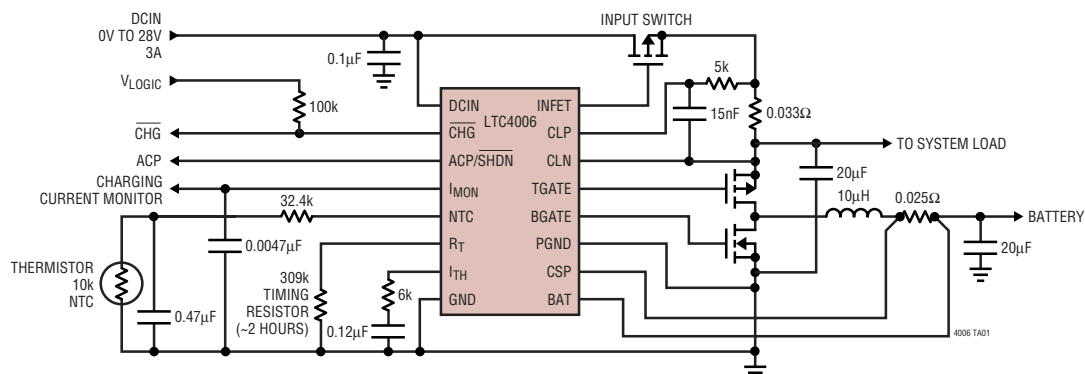 DCIN
0V TO 28V
3A
0.1μF
INPUT SWITCH
VLOGIC
100k
5k
15nF
0.033Ω
LTC4006
DCIN
INFET
CHG
CLP
ACP/SHDN
CLN
IMON
TGATE
NTC
BGATE
RT
PGND
ITH
CSP
GND
BAT
CHG
ACP
CHARGING
CURRENT MONITOR
TO SYSTEM LOAD
20μF
10μH
0.025Ω
BATTERY
20μF
32.4k
0.0047μF
THERMISTOR
10k
NTC
0.47μF
309k
TIMING
RESISTOR
(~2 HOURS)
6k
0.12μF
4006 TA01